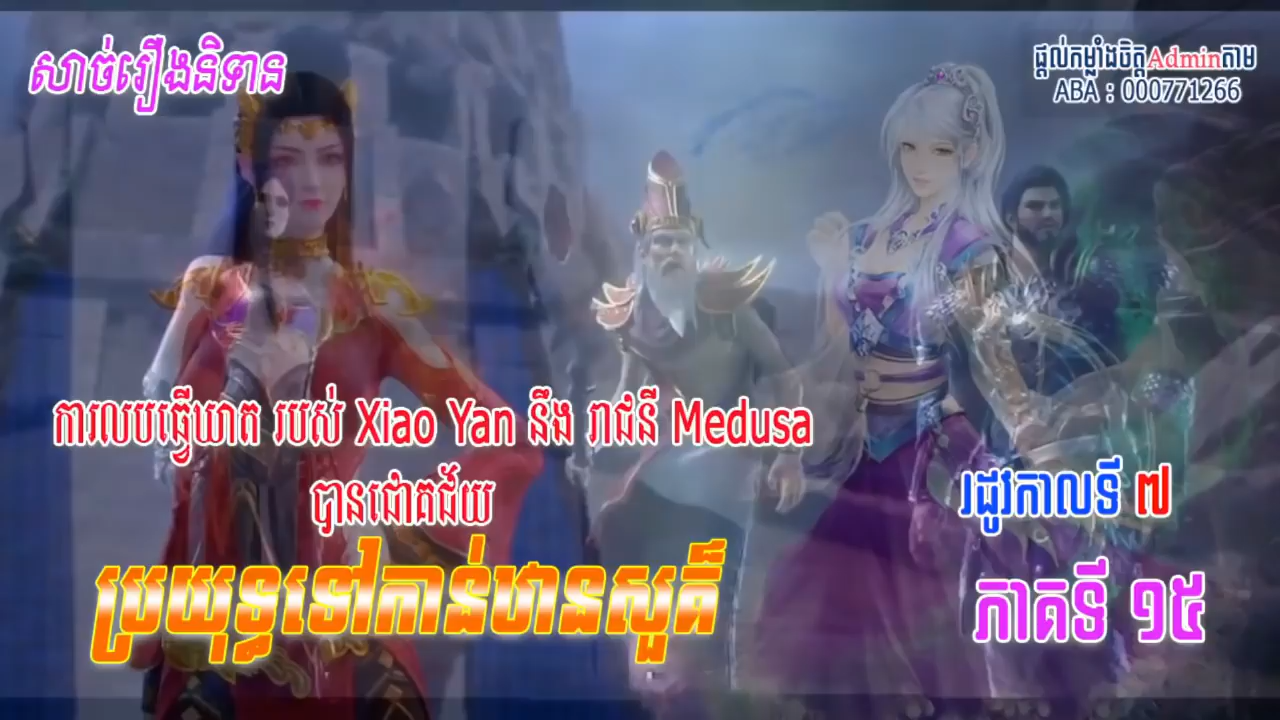 សាច់រឿងនិទាន
ផ្តល់កម្លាំងចិត្តAdminតាម
ABA : 000771266
ការលបធ្វើឃាត របស់ Xiao Yan នឹង រាជនី Medusa
បានជោគជ័យ
ប្រយុទ្ធទៅកាន់ឋានសួគ៌
រដូវកាលទី ៧
ភាគទី ១៥